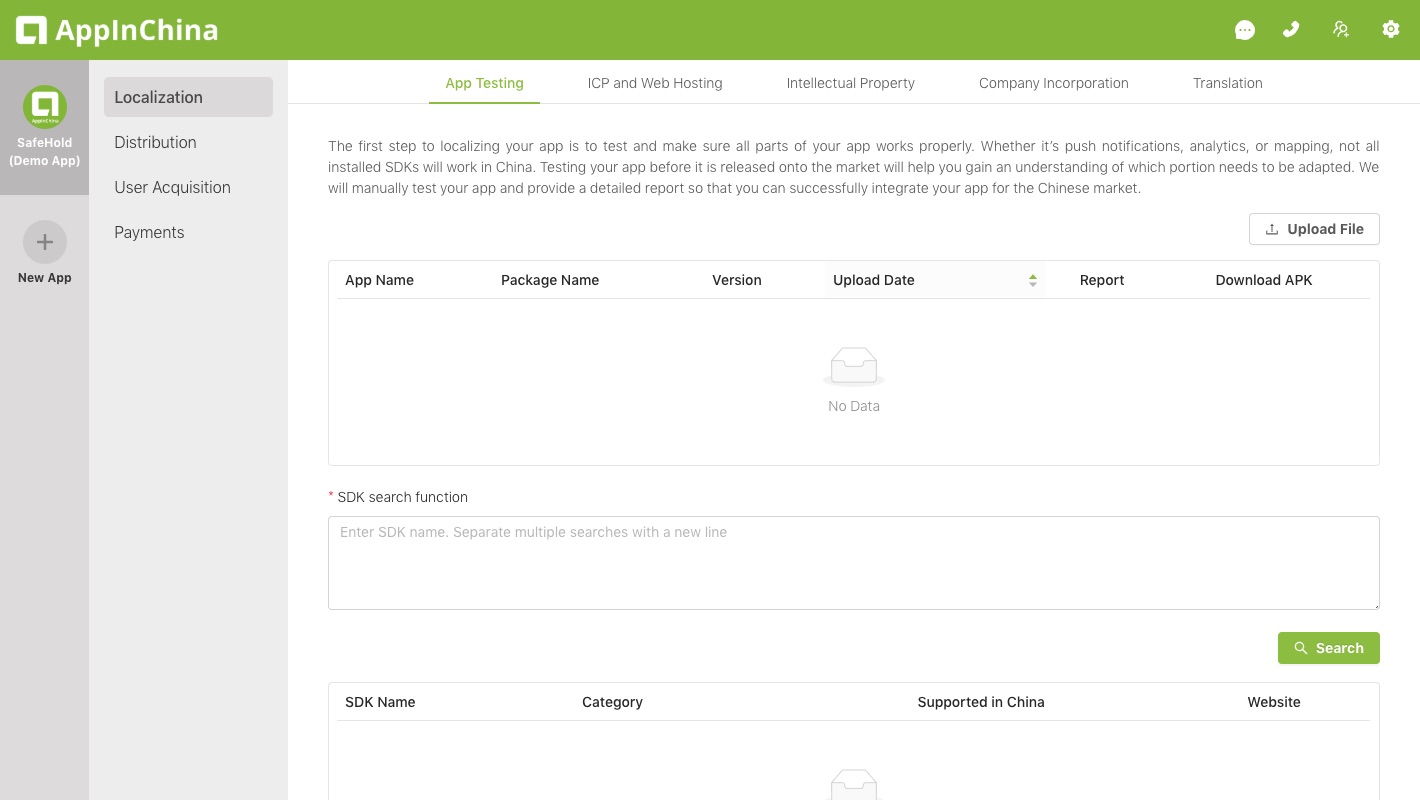 AppInChina
AppInChina
SafeHold
(Demo App)
New App
Localization
Distribution
User Acquisition
Payments
App Testing
ICP and Web Hosting
Intellectual Property
Company Incorporation
Translation
The first step to localizing your app is to test and make sure all parts of your app works properly. Whether it’s push notifications, analytics, or mapping, not all
installed SDKs will work in China. Testing your app before it is released onto the market will help you gain an understanding of which portion needs to be adapted. We
will manually test your app and provide a detailed report so that you can successfully integrate your app for the Chinese market.
Upload File
App Name
Package Name
Version
Upload Date
Report
Download APK
No Data
* SDK search function
Enter SDK name. Separate multiple searches with a new line
Search
SDK Name
Category
Supported in China
Website